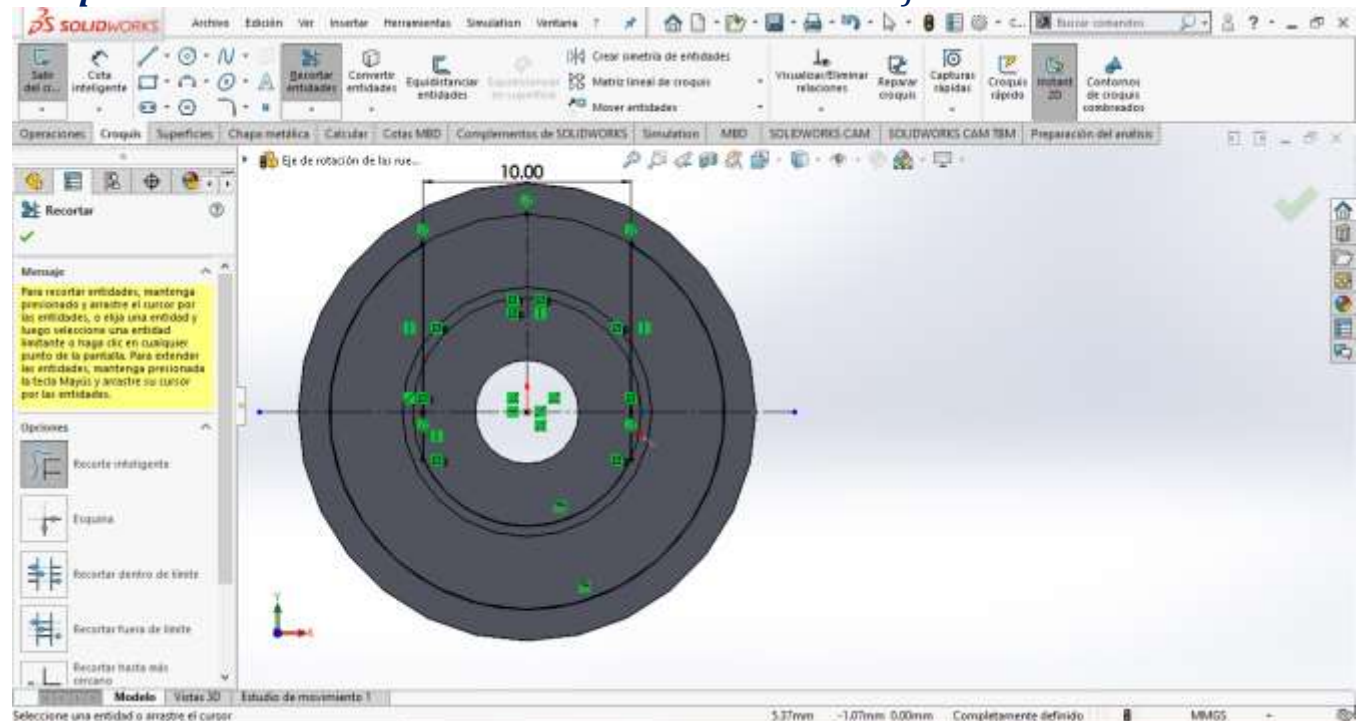 SOLIDWORKS Archivo Edición Ver Insertar Herramientas Simulation Ventana ?
Salir del cr...
Cota inteligente
Recortar entidades
Convertir entidades
Equidistanciar entidades
Crear simetría de entidades
Matriz lineal de croquis
Mover entidades
Visualizar/Eliminar relaciones
Reparar croquis
Capturas rápidas
Croquis rápido
Instant 2D
Contornos de croquis combinados
Operaciones Croquis Superficies Chapa metálica Calcular Cotas MBD Complementos de SOLIDWORKS Simulation MBD SOLIDWORKS CAM SOLIDWORKS CAM TBM Preparación del análisis
Eje de rotación de las rue...
10.00
Recortar
Mensaje
Para recortar entidades, mantenga
presionado y arrastre el cursor por
las entidades, o elija una entidad y
luego seleccione una entidad
limitante o haga clic en cualquier
punto de la pantalla. Para extender
las entidades, mantenga presionada
la tecla Mayús y arrastre su cursor
por las entidades.
Opciones
Recorte inteligente
Esquina
Recortar dentro de límite
Recortar fuera de límite
Recortar hasta más
cercano
Y
X
Modelo Vistas 3D Estudio de movimiento 1
Seleccione una entidad o arrastre el cursor 5.37mm -1.07mm 0.00mm Completamente definido MMGS